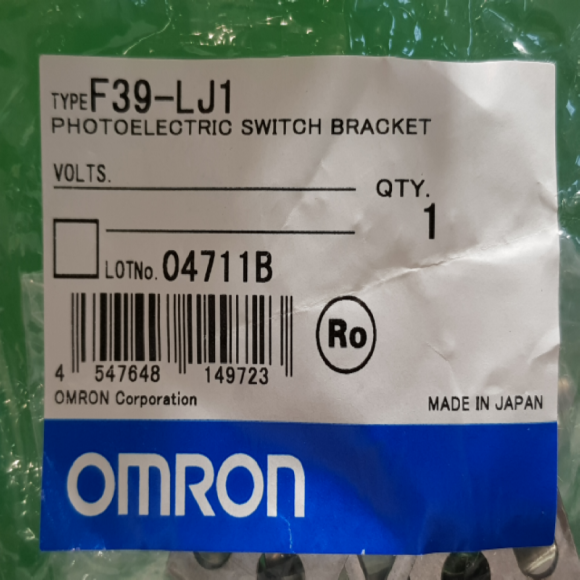 TYPE F39-LJ1
PHOTOELECTRIC SWITCH BRACKET
VOLTS.
QTY.
1
LOTNo. 04711B
Ro
4 547648 149723
OMRON Corporation
MADE IN JAPAN
OMRON